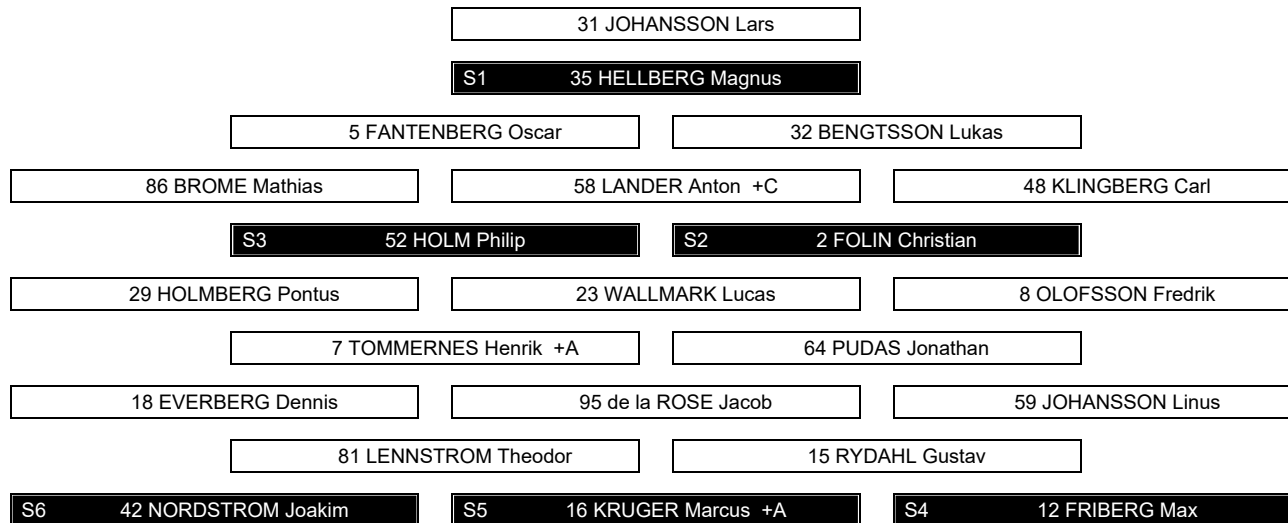 31 JOHANSSON Lars
S1 35 HELLBERG Magnus
5 FANTENBERG Oscar 32 BENGTSSON Lukas
86 BROME Mathias 58 LANDER Anton +C 48 KLINGBERG Carl
S3 52 HOLM Philip S2 2 FOLIN Christian
29 HOLMBERG Pontus 23 WALLMARK Lucas 8 OLOFSSON Fredrik
7 TOMMERNES Henrik +A 64 PUDAS Jonathan
18 EVERBERG Dennis 95 de la ROSE Jacob 59 JOHANSSON Linus
81 LENNSTROM Theodor 15 RYDAHL Gustav
S6 42 NORDSTROM Joakim S5 16 KRUGER Marcus +A S4 12 FRIBERG Max